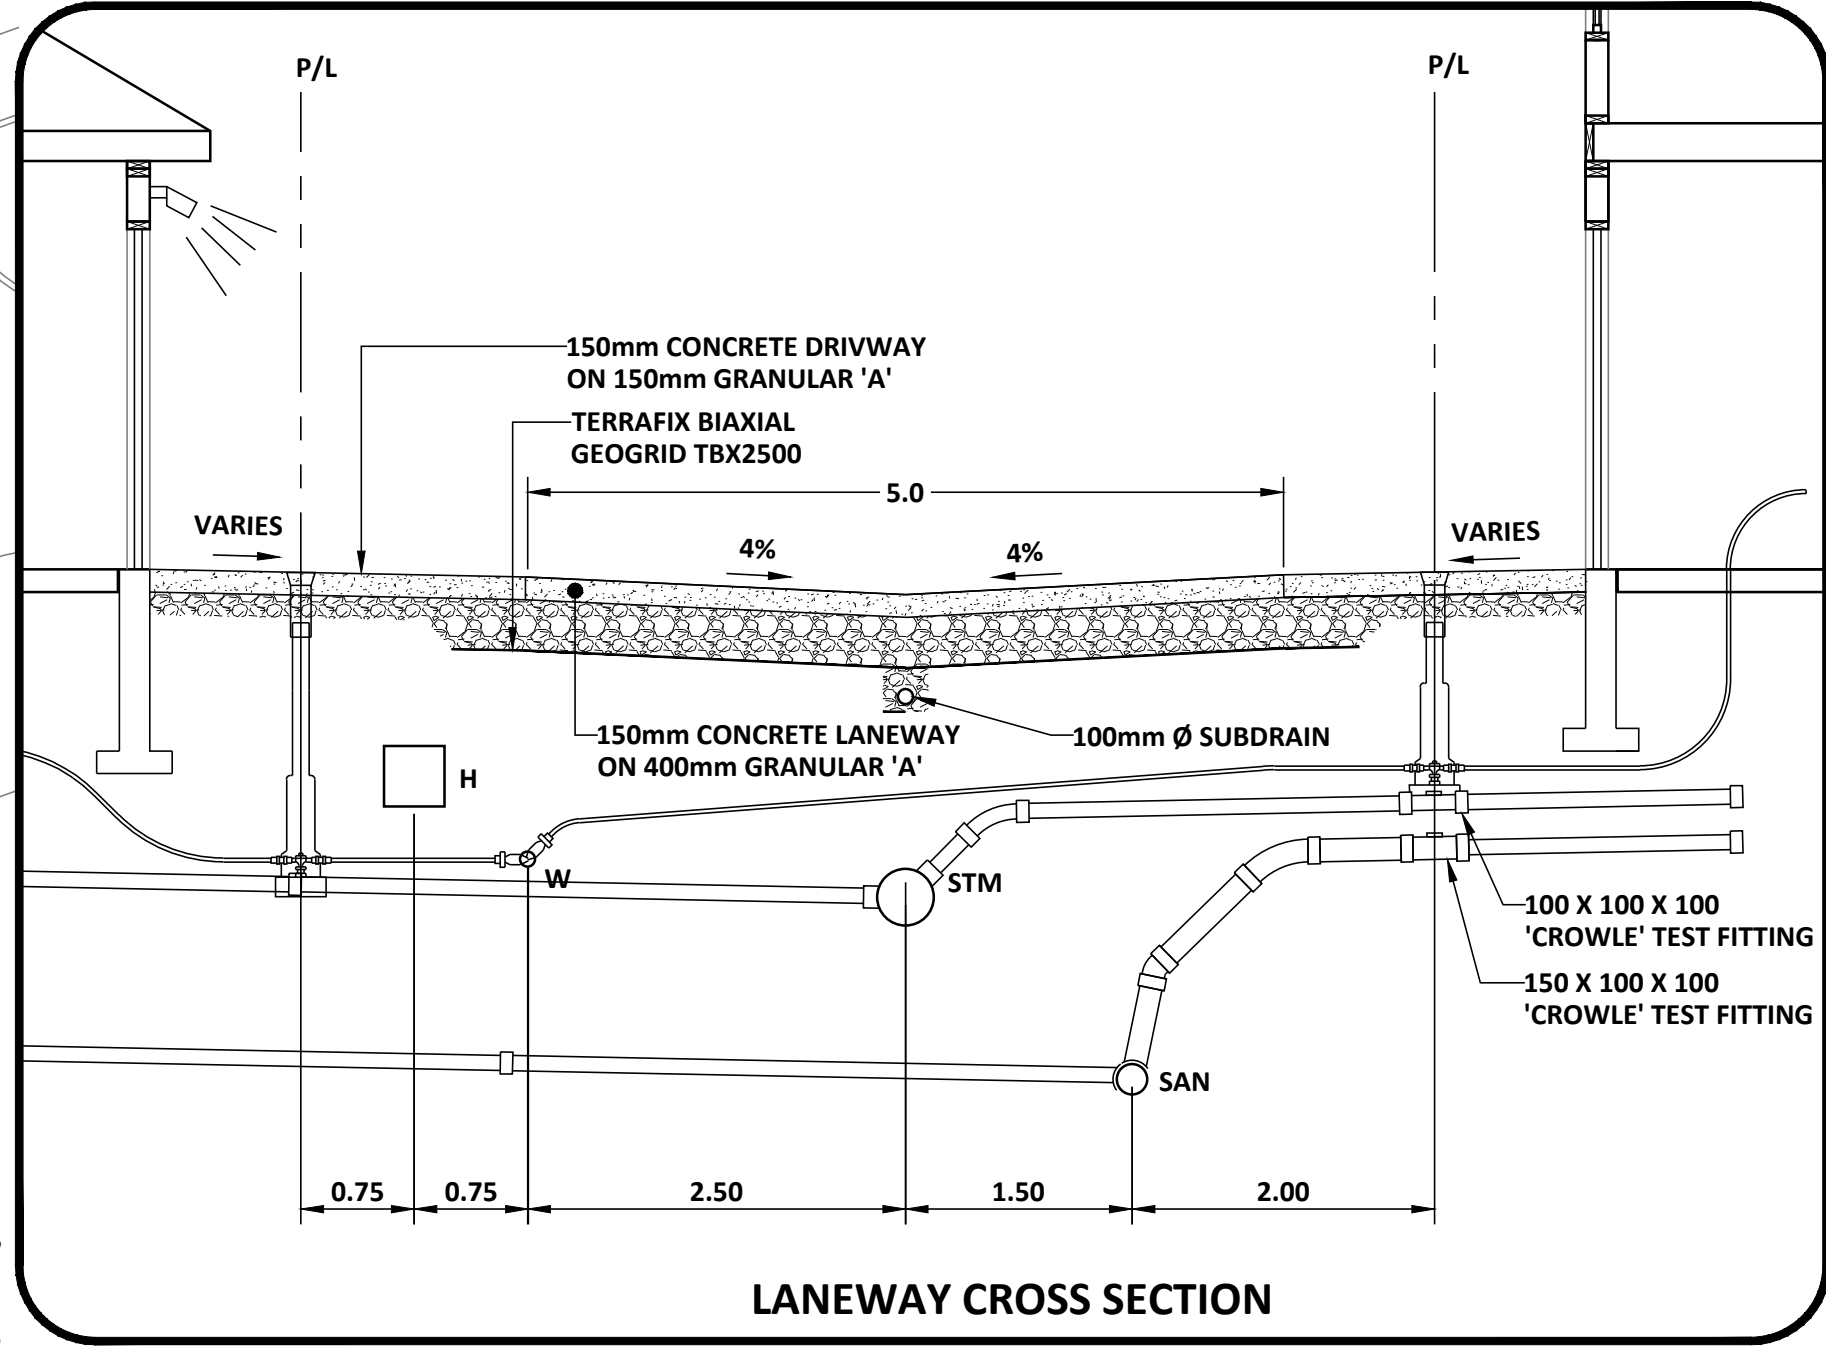 P/L
P/L
150mm CONCRETE DRIVWAY
ON 150mm GRANULAR 'A'
TERRAFIX BIAXIAL
GEOGRID TBX2500
5.0
VARIES
4%
4%
VARIES
150mm CONCRETE LANEWAY
ON 400mm GRANULAR 'A'
100mm Ø SUBDRAIN
H
W
STM
100 X 100 X 100
'CROWLE' TEST FITTING
150 X 100 X 100
'CROWLE' TEST FITTING
SAN
0.75
0.75
2.50
1.50
2.00
LANEWAY CROSS SECTION